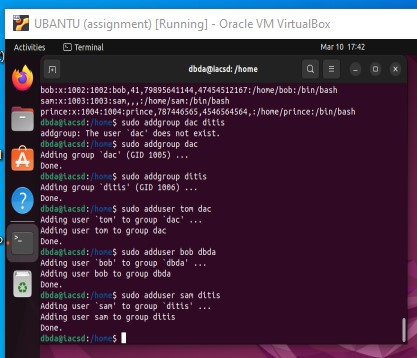 UBANTU (assignment) [Running] - Oracle VM VirtualBox
Activities Terminal Mar 10 17:42
dbda@iacsd: /home
bob:x:1002:1002:bob,41,79895641144,47454512167:/home/bob:/bin/bash
sam:x:1003:1003:sam,,,:/home/sam:/bin/bash
prince:x:1004:1004:prince,787446565,4546564564,:/home/prince:/bin/bash
dbda@iacsd:/home$ sudo addgroup dac ditis
addgroup: The user `dac' does not exist.
dbda@iacsd:/home$ sudo addgroup dac
Adding group `dac' (GID 1005) ...
Done.
dbda@iacsd:/home$ sudo addgroup ditis
Adding group `ditis' (GID 1006) ...
Done.
dbda@iacsd:/home$ sudo adduser tom dac
Adding user `tom' to group `dac' ...
Adding user tom to group dac
Done.
dbda@iacsd:/home$ sudo adduser bob dbda
Adding user `bob' to group `dbda' ...
Adding user bob to group dbda
Done.
dbda@iacsd:/home$ sudo adduser sam ditis
Adding user `sam' to group `ditis' ...
Adding user sam to group ditis
Done.
dbda@iacsd:/home$